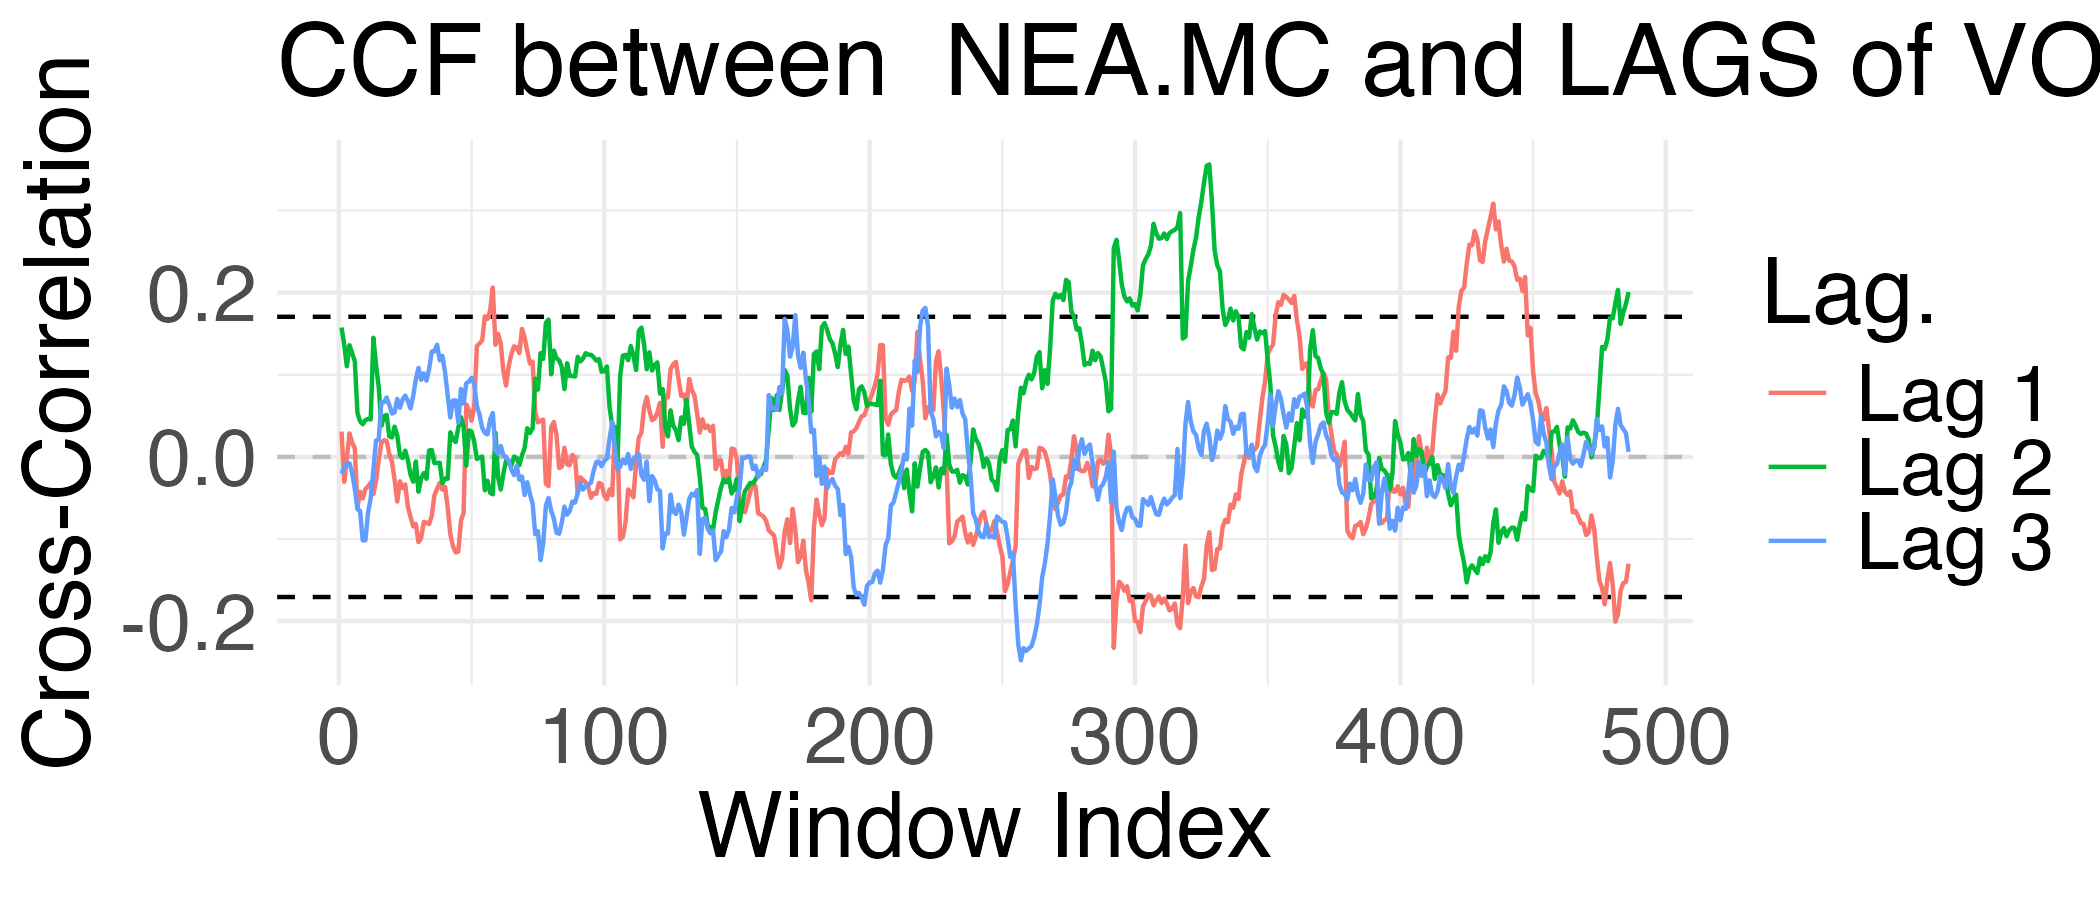 CCF between  NEA.MC and LAGS of VO
Cross-Correlation
0.2
0.0
-0.2
0
100
200
300
400
500
Window Index
Lag.
Lag 1
Lag 2
Lag 3